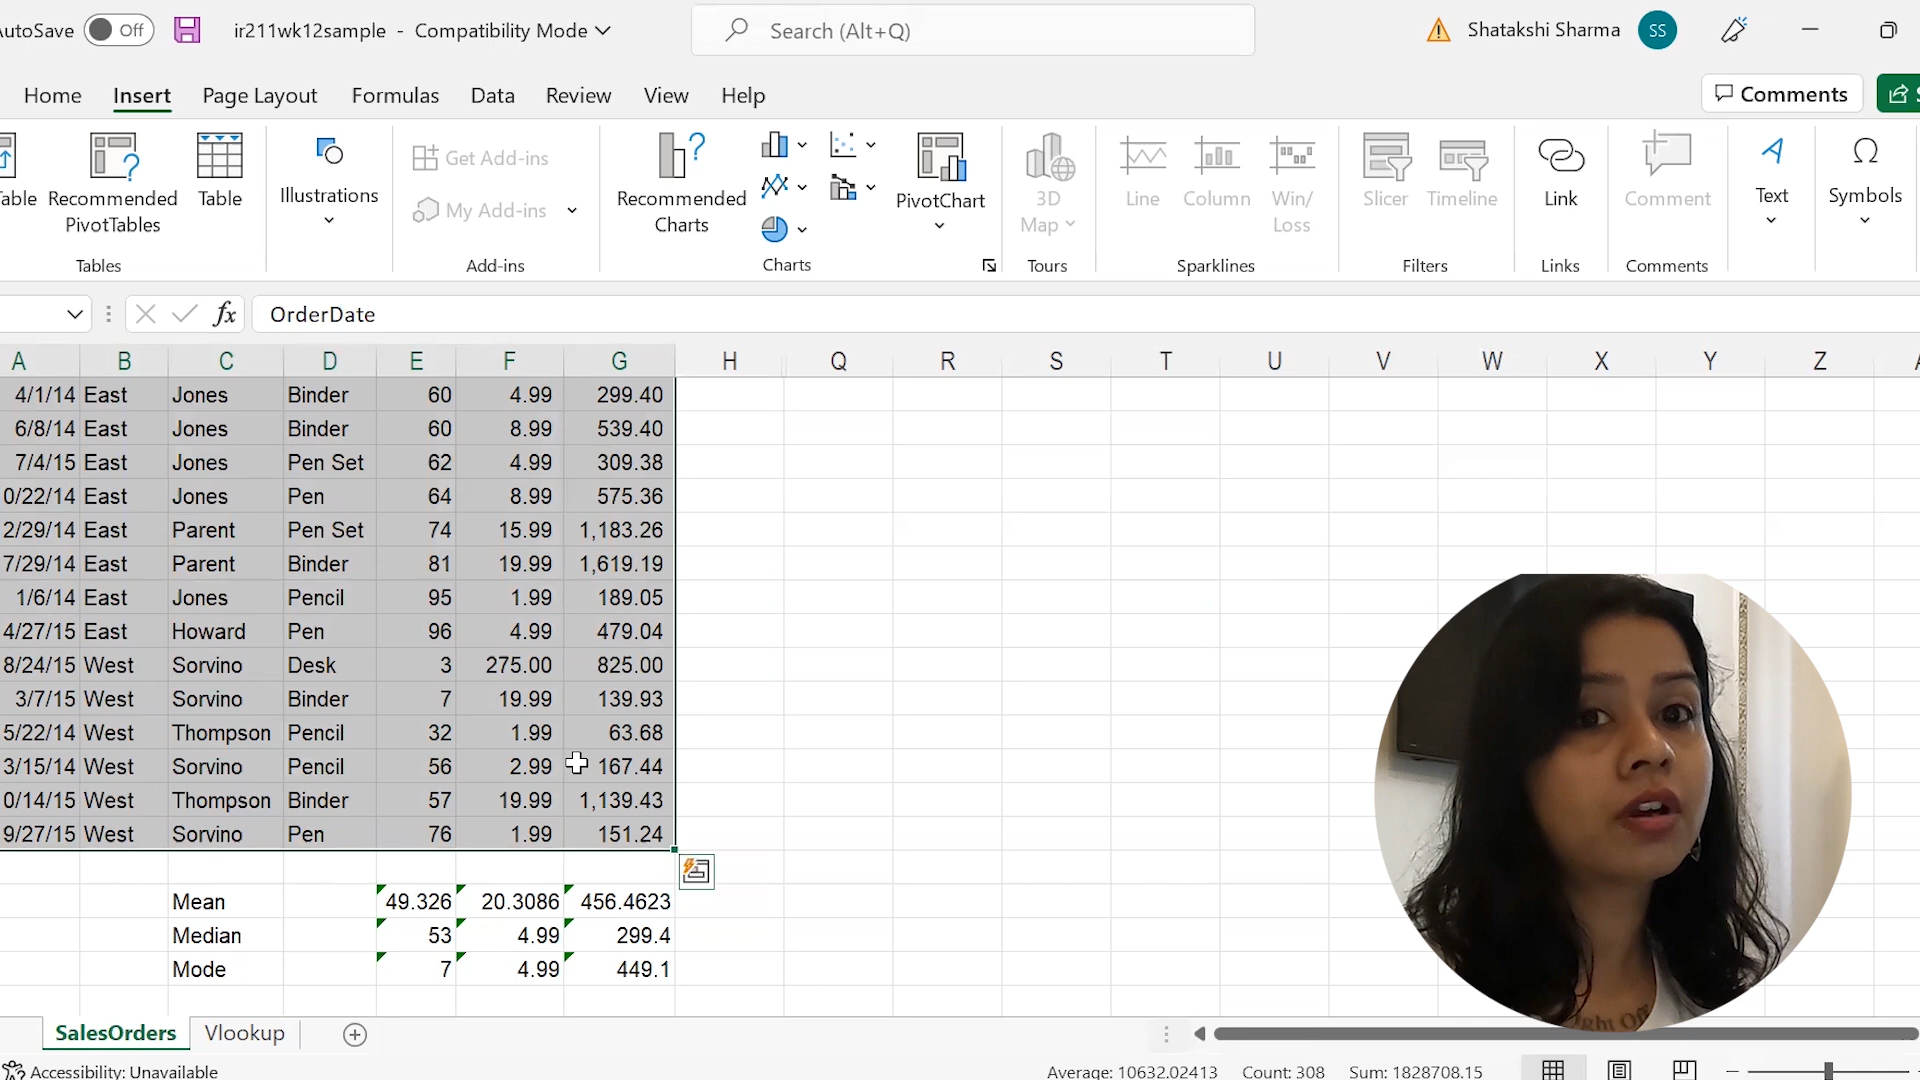 AutoSave Off ir211wk12sample - Compatibility Mode Search (Alt+Q) Shatakshi Sharma SS
Home Insert Page Layout Formulas Data Review View Help Comments
Recommended PivotTables
Table
Illustrations
Get Add-ins
My Add-ins
Recommended Charts
PivotChart
3D Map
Line Column Win/ Loss
Slicer Timeline
Link
Comment
Text
Symbols
Tables Add-ins Charts Tours Sparklines Filters Links Comments
fx OrderDate
A B C D E F G H Q R S T U V W X Y Z
4/1/14 East Jones Binder 60 4.99 299.40
6/8/14 East Jones Binder 60 8.99 539.40
7/4/15 East Jones Pen Set 62 4.99 309.38
0/22/14 East Jones Pen 64 8.99 575.36
2/29/14 East Parent Pen Set 74 15.99 1,183.26
7/29/14 East Parent Binder 81 19.99 1,619.19
1/6/14 East Jones Pencil 95 1.99 189.05
4/27/15 East Howard Pen 96 4.99 479.04
8/24/15 West Sorvino Desk 3 275.00 825.00
3/7/15 West Sorvino Binder 7 19.99 139.93
5/22/14 West Thompson Pencil 32 1.99 63.68
3/15/14 West Sorvino Pencil 56 2.99 167.44
0/14/15 West Thompson Binder 57 19.99 1,139.43
9/27/15 West Sorvino Pen 76 1.99 151.24
Mean 49.326 20.3086 456.4623
Median 53 4.99 299.4
Mode 7 4.99 449.1
SalesOrders Vlookup
Accessibility: Unavailable Average: 10632.02413 Count: 308 Sum: 1828708.15